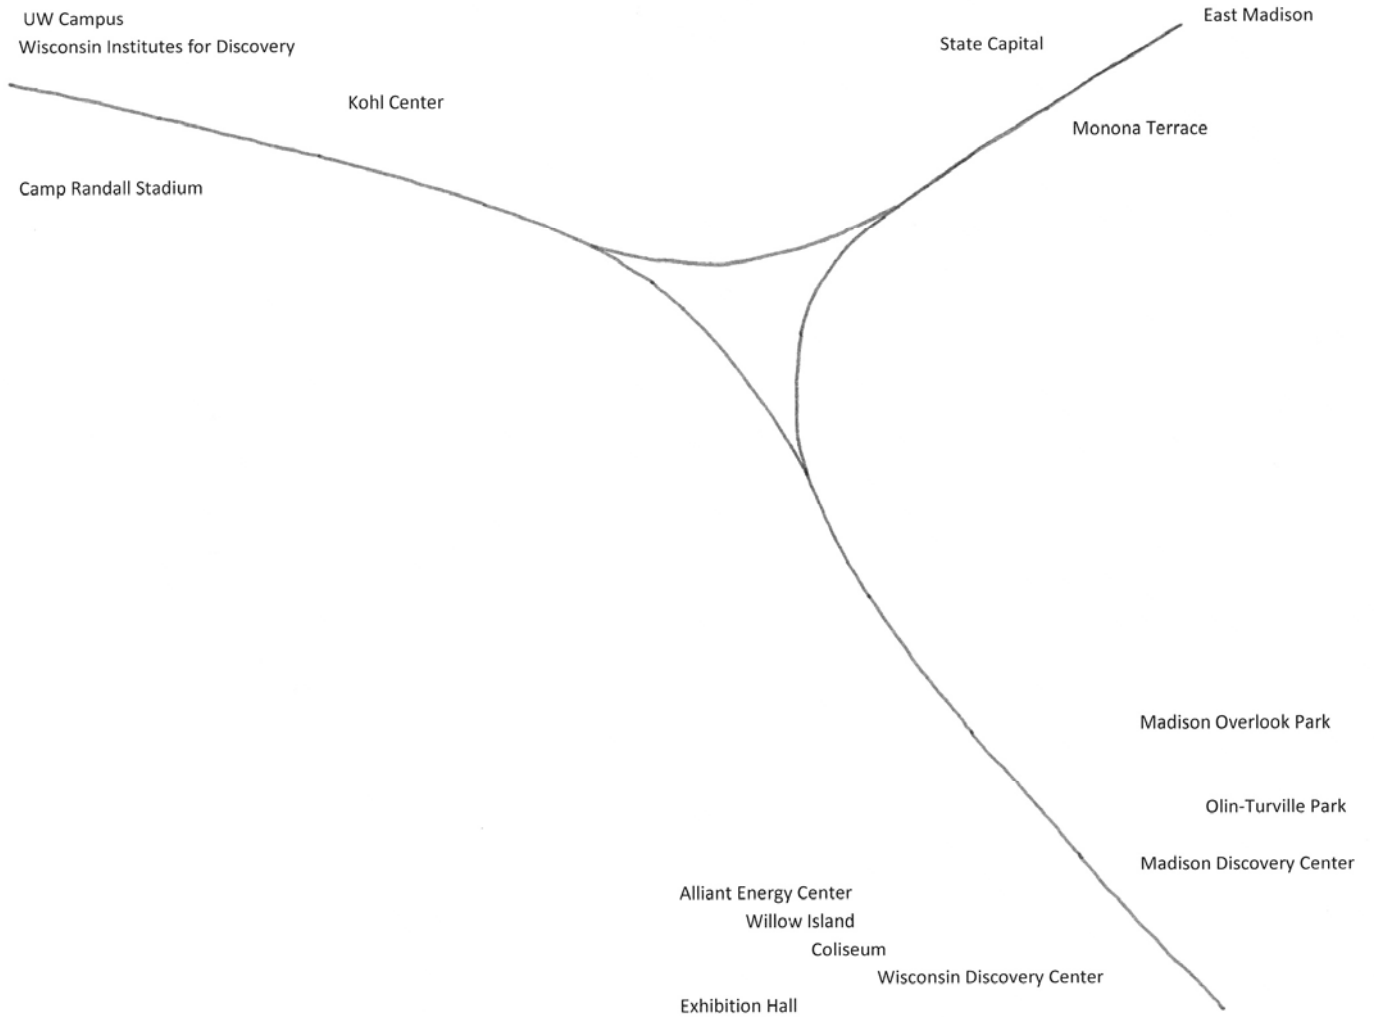 UW Campus
Wisconsin Institutes for Discovery
East Madison
State Capital
Kohl Center
Monona Terrace
Camp Randall Stadium
Madison Overlook Park
Olin-Turville Park
Madison Discovery Center
Alliant Energy Center
Willow Island
Coliseum
Wisconsin Discovery Center
Exhibition Hall